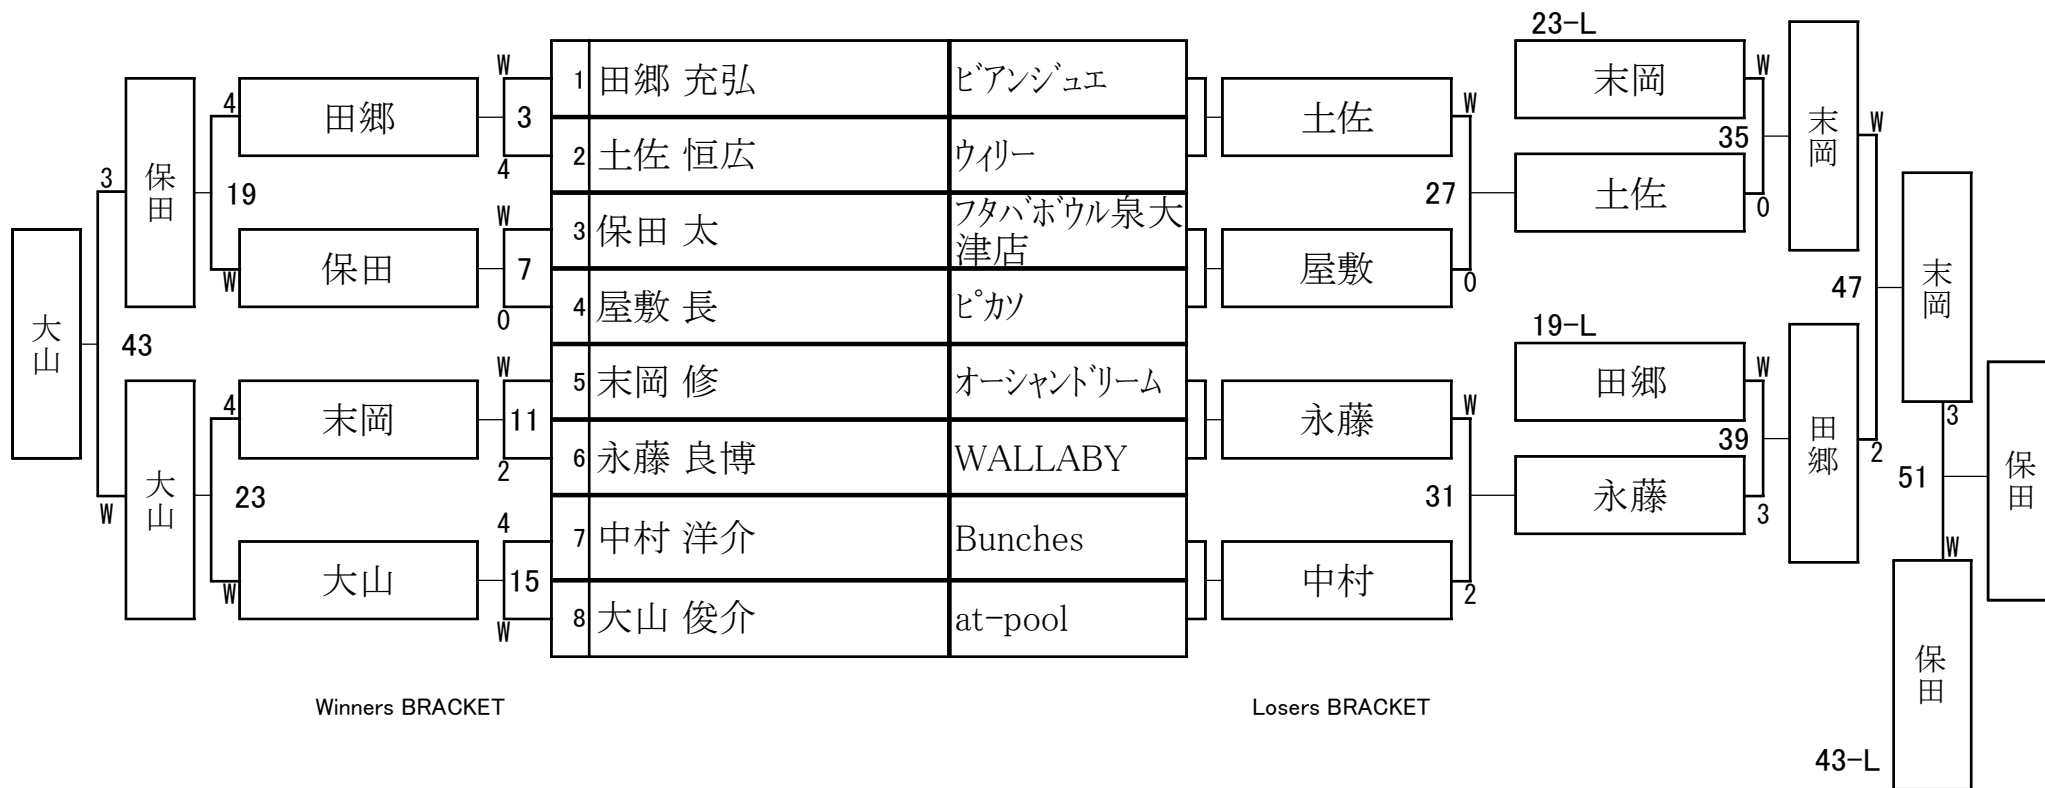 23-L
W
W
1 田郷 充弘 ビアンジュエ
末岡
W
4
田郷
3
土佐
W
末岡
W
2 土佐 恒広 ウィリー
35
4
3
保田
19
27
土佐
0
W
3 保田 太 フタバボウル泉大
津店
保田
W
7
屋敷
0
4 屋敷 長 ピカソ
47
末岡
0
19-L
大山
43
W
5 末岡 修 オーシャンドリーム
田郷
W
4
末岡
11
永藤
W
3
39
田郷
2
6 永藤 良博 WALLABY
2
保田
大山
23
31
永藤
3
51
W
4
7 中村 洋介 Bunches
W
大山
W
15
中村
2
8 大山 俊介 at-pool
W
保田
Winners BRACKET
Losers BRACKET
43-L